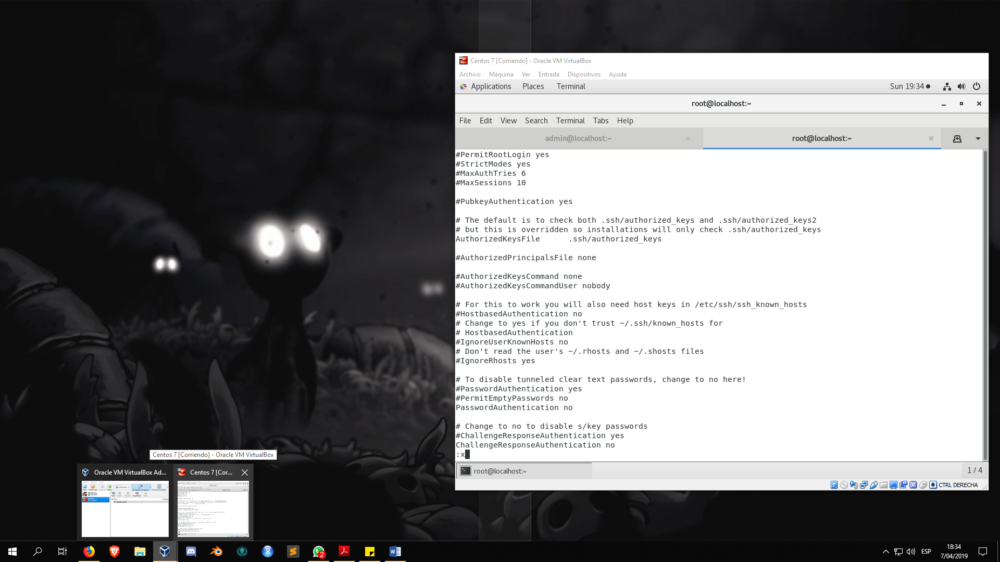 Centos 7 [Corriendo] - Oracle VM VirtualBox
Archivo Máquina Ver Entrada Dispositivos Ayuda
Applications Places Terminal Sun 19:34
root@localhost:~
File Edit View Search Terminal Tabs Help
admin@localhost:~ root@localhost:~
#PermitRootLogin yes
#StrictModes yes
#MaxAuthTries 6
#MaxSessions 10
#PubkeyAuthentication yes
# The default is to check both .ssh/authorized_keys and .ssh/authorized_keys2
# but this is overridden so installations will only check .ssh/authorized_keys
AuthorizedKeysFile .ssh/authorized_keys
#AuthorizedPrincipalsFile none
#AuthorizedKeysCommand none
#AuthorizedKeysCommandUser nobody
# For this to work you will also need host keys in /etc/ssh/ssh_known_hosts
#HostbasedAuthentication no
# Change to yes if you don't trust ~/.ssh/known_hosts for
# HostbasedAuthentication
#IgnoreUserKnownHosts no
# Don't read the user's ~/.rhosts and ~/.shosts files
#IgnoreRhosts yes
# To disable tunneled clear text passwords, change to no here!
#PasswordAuthentication yes
#PermitEmptyPasswords no
PasswordAuthentication no
# Change to no to disable s/key passwords
#ChallengeResponseAuthentication yes
ChallengeResponseAuthentication no
:x
root@localhost:~ 1 / 4
CTRL DERECHA
Centos 7 [Corriendo] - Oracle VM VirtualBox
Oracle VM VirtualBox Ad... Centos 7 [Cor...
2
ESP
18:34
7/04/2019